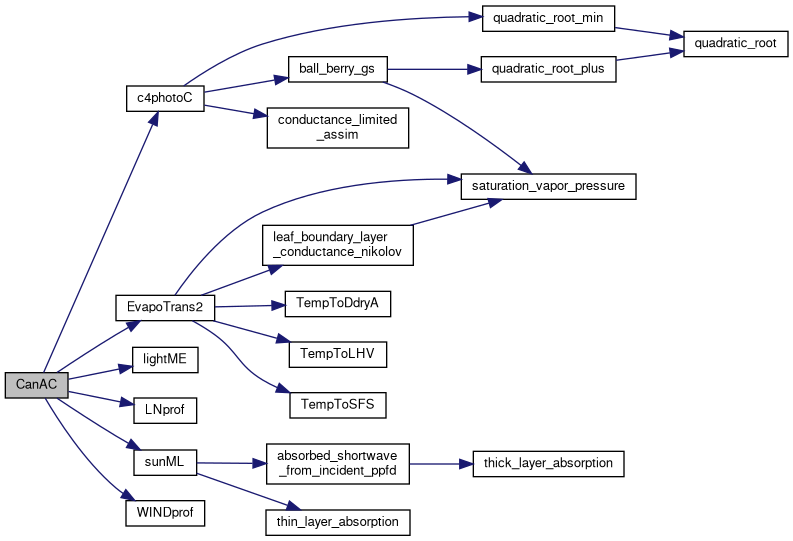 quadratic_root_min
quadratic_root
ball_berry_gs
quadratic_root_plus
c4photoC
conductance_limited
_assim
saturation_vapor_pressure
leaf_boundary_layer
_conductance_nikolov
EvapoTrans2
TempToDdryA
TempToLHV
lightME
CanAC
TempToSFS
LNprof
absorbed_shortwave
_from_incident_ppfd
sunML
thick_layer_absorption
WINDprof
thin_layer_absorption